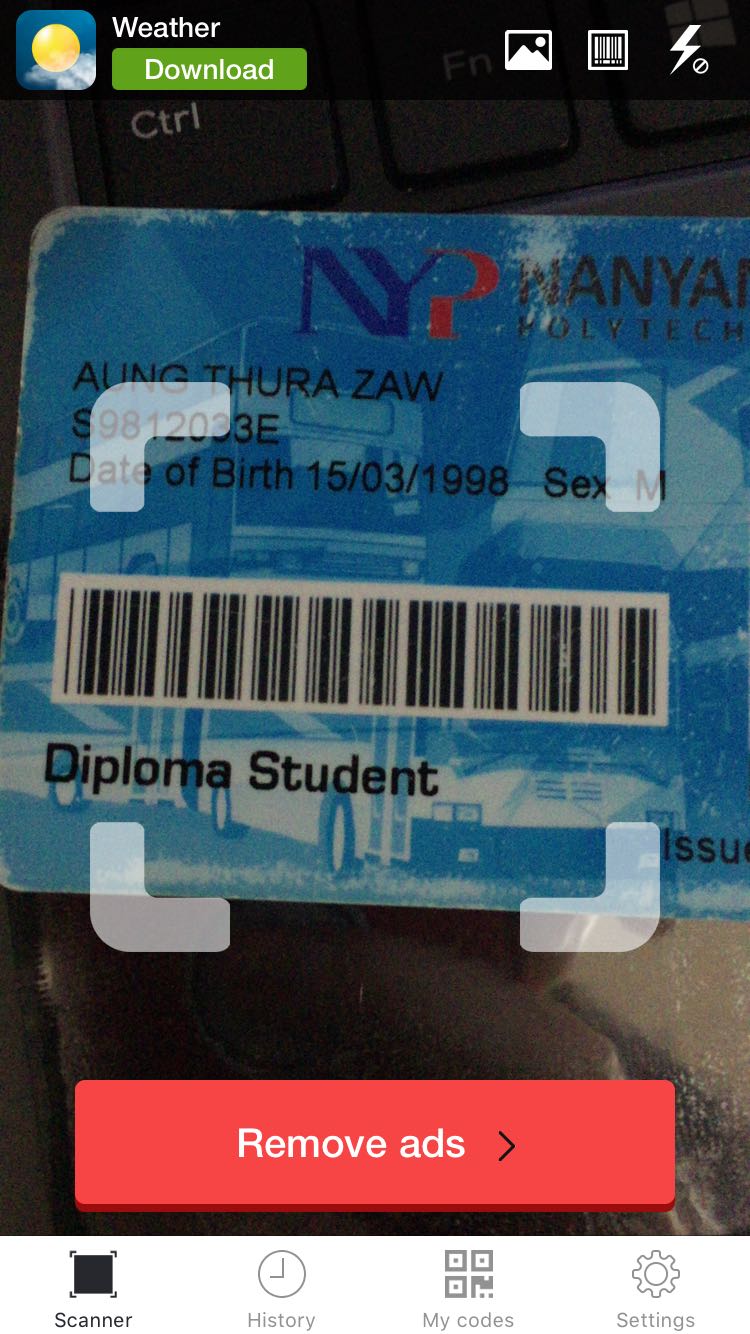 Weather
Download
Fn
Ctrl
NYP NANYAN
POLYTECH
AUNG THURA ZAW
S9812033E
Date of Birth 15/03/1998 Sex M
Diploma Student
Issue
Remove ads
Scanner
History
My codes
Settings